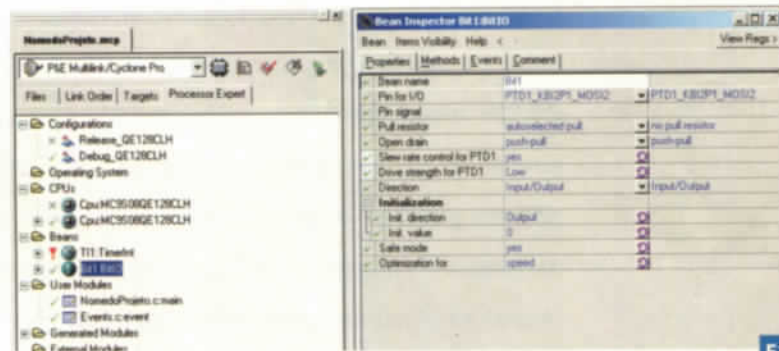 NomedoProjeto.mcp
P&E Multilink/Cyclone Pro
Files | Link Order | Targets | Processor Expert
Configurations
Release_QE128CLH
Debug_QE128CLH
Operating System
CPUs
Cpu:MC9S08QE128CLH
Cpu:MC9S08QE128CLH
Beans
TI1:TimerInt
Bit1:BitIO
User Modules
NomedoProjeto.c:main
Events.c:event
Generated Modules
External Modules
Bean Inspector Bit1:BitIO
Bean Items Visibility Help < View Regs >
Properties | Methods | Events | Comment
Bean name Bit1
Pin for I/O PTD1_KBI2P1_MOSI2 PTD1_KBI2P1_MOSI2
Pin signal
Pull resistor autoselected pull no pull resistor
Open drain push-pull push-pull
Slew rate control for PTD1 yes
Drive strength for PTD1 Low
Direction Input/Output Input/Output
Initialization
Init. direction Output
Init. value 0
Safe mode yes
Optimization for speed